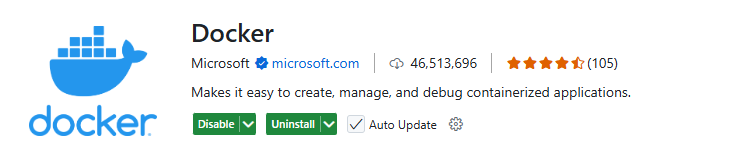 Docker
Microsoft microsoft.com 46,513,696 (105)
Makes it easy to create, manage, and debug containerized applications.
docker
Disable Uninstall Auto Update